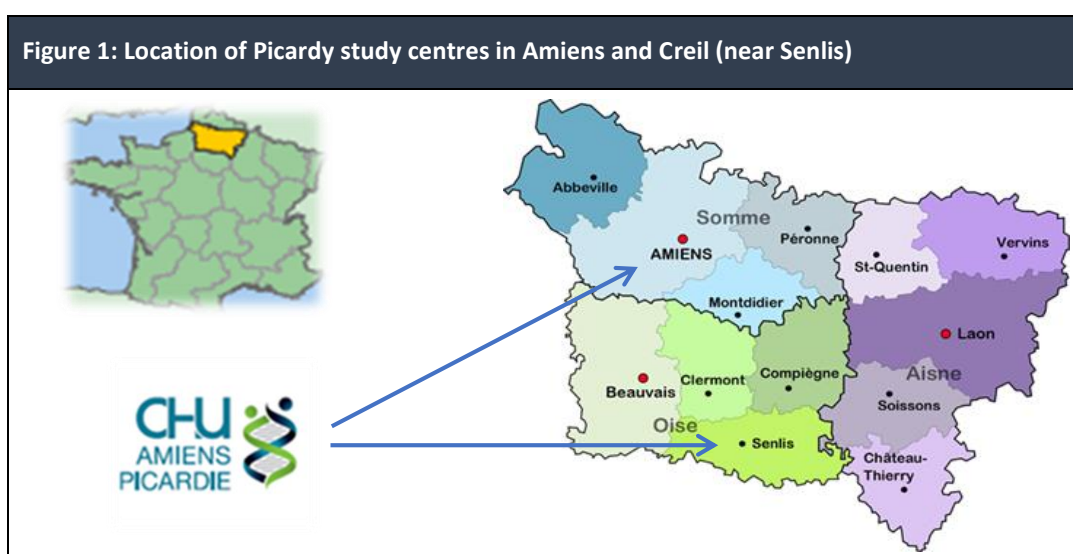 Figure 1: Location of Picardy study centres in Amiens and Creil (near Senlis)
Abbeville
Somme
AMIENS
Péronne
St-Quentin
Vervins
Montdidier
Laon
Beauvais
Clermont
Compiègne
Aisne
Soissons
Oise
Senlis
Château-
Thierry
CHU
AMIENS
PICARDIE